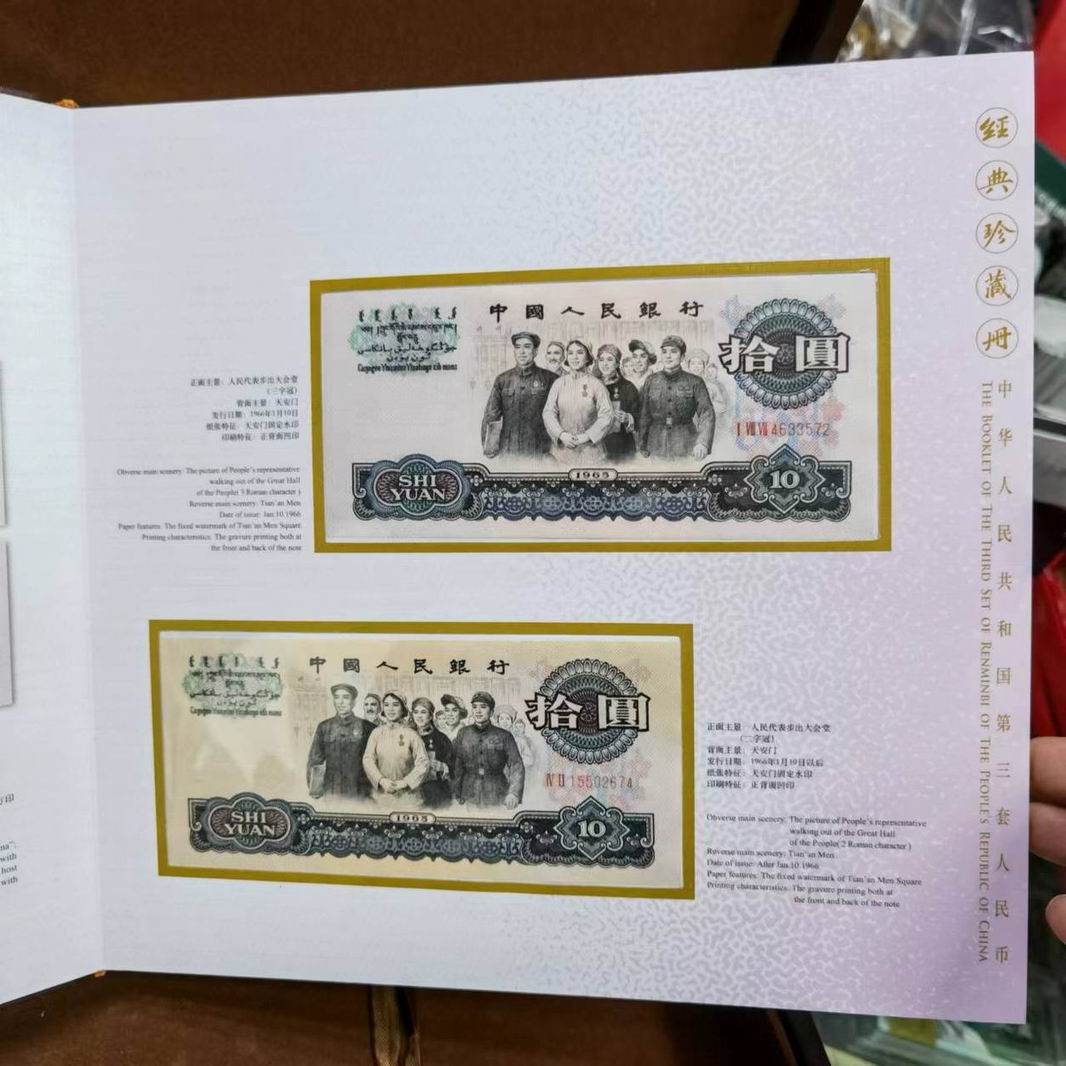 經典珍藏册
中华人民共和国第三套人民币
THE BOOKLET OF THE THIRD SET OF RENMINBI OF THE PEOPLE'S REPUBLIC OF CHINA
正面主景：人民代表步出大会堂
（三字冠）
背面主景：天安门
发行日期：1966年1月10日
纸张特征：天安门固定水印
印刷特征：正背面凹印
Obverse main scenery: The picture of People's representative
walking out of the Great Hall
of the People( 3 Roman character )
Reverse main scenery: Tian'an Men
Date of issue: Jan.10.1966
Paper features: The fixed watermark of Tian'an Men Square
Printing characteristics: The gravure printing both at
the front and back of the note
中國人民銀行
拾圓
I VIII VII 4633572
1965
SHI
YUAN
10
中國人民銀行
拾圓
IV II 15502674
1965
SHI
YUAN
10
正面主景：人民代表步出大会堂
（二字冠）
背面主景：天安门
发行日期：1966年1月10日以后
纸张特征：天安门固定水印
印刷特征：正背面凹印
Obverse main scenery: The picture of People's representative
walking out of the Great Hall
of the People( 2 Roman character )
Reverse main scenery: Tian'an Men
Date of issue: After Jan.10.1966
Paper features: The fixed watermark of Tian'an Men Square
Printing characteristics: The gravure printing both at
the front and back of the note
with
host
with